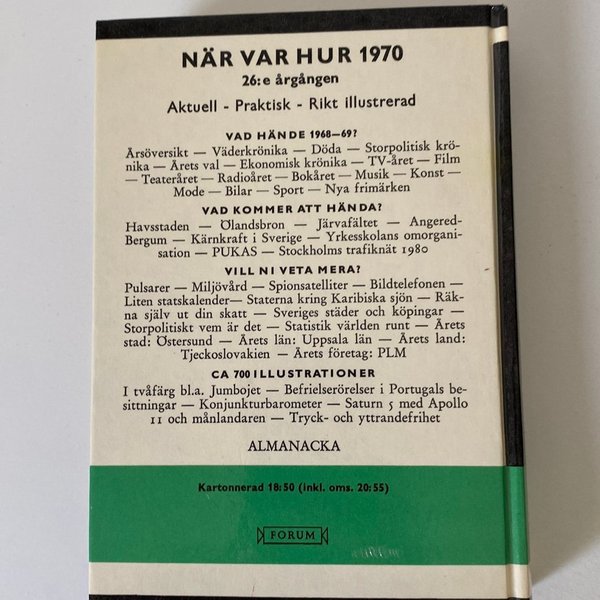 NÄR VAR HUR 1970
26:e årgången
Aktuell - Praktisk - Rikt illustrerad
VAD HÄNDE 1968—69?
Årsöversikt — Väderkrönika — Döda — Storpolitisk krö-
nika — Årets val — Ekonomisk krönika — TV-året — Film
— Teateråret — Radioåret — Bokåret — Musik — Konst —
Mode — Bilar — Sport — Nya frimärken
VAD KOMMER ATT HÄNDA?
Havsstaden — Ölandsbron — Järvafältet — Angered-
Bergum — Kärnkraft i Sverige — Yrkesskolans omorgani-
sation — PUKAS — Stockholms trafiknät 1980
VILL NI VETA MERA?
Pulsarer — Miljövård — Spionsatelliter — Bildtelefonen —
Liten statskalender— Staterna kring Karibiska sjön — Räk-
na själv ut din skatt — Sveriges städer och köpingar —
Storpolitiskt vem är det — Statistik världen runt — Årets
stad: Östersund — Årets län: Uppsala län — Årets land:
Tjeckoslovakien — Årets företag: PLM
CA 700 ILLUSTRATIONER
I tvåfärg bl.a. Jumbojet — Befrielserörelser i Portugals be-
sittningar — Konjunkturbarometer — Saturn 5 med Apollo
11 och månlandaren — Tryck- och yttrandefrihet
ALMANACKA
Kartonnerad 18:50 (inkl. oms. 20:55)
FORUM